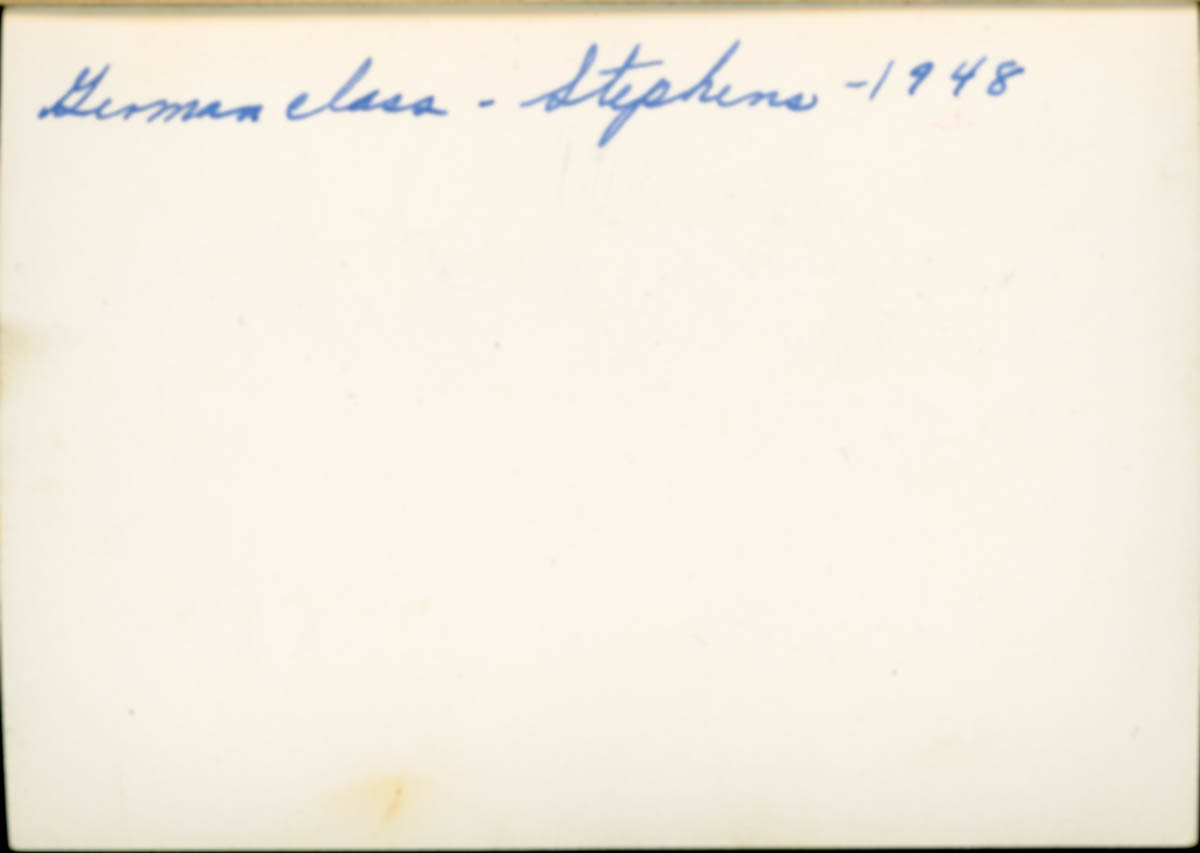 German class - Stephens -1948